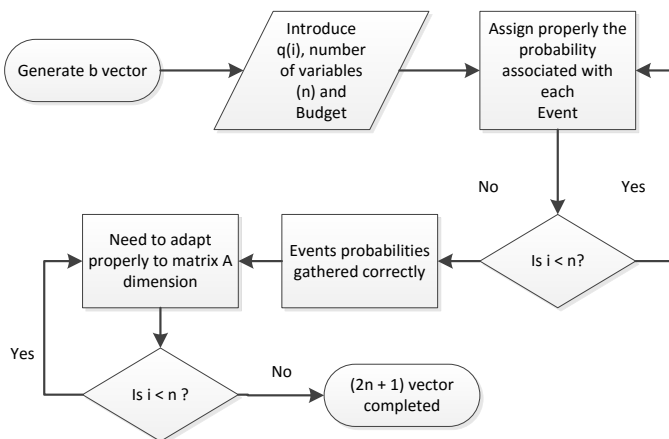 Generate b vector
Introduce
q(i), number
of variables
(n) and
Budget
Assign properly the
probability
associated with
each
Event
No
Yes
Is i < n?
Events probabilities
gathered correctly
Need to adapt
properly to matrix A
dimension
Yes
Is i < n ?
No
(2n + 1) vector
completed